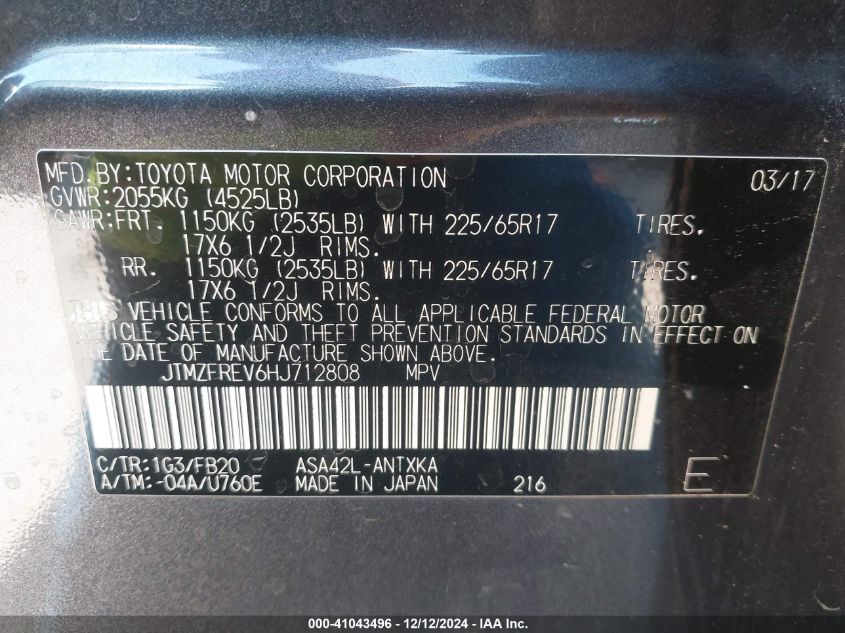 MFD.BY:TOYOTA MOTOR CORPORATION 03/17
GVWR:2055KG (4525LB)
GAWR:FRT. 1150KG (2535LB) WITH 225/65R17 TIRES.
17X6 1/2J RIMS.
RR. 1150KG (2535LB) WITH 225/65R17 TIRES.
17X6 1/2J RIMS.
THIS VEHICLE CONFORMS TO ALL APPLICABLE FEDERAL MOTOR
VEHICLE SAFETY AND THEFT PREVENTION STANDARDS IN EFFECT ON
THE DATE OF MANUFACTURE SHOWN ABOVE.
JTMZFREV6HJ712808 MPV
C/TR:1G3/FB20 ASA42L-ANTXKA
A/TM:-04A/U760E MADE IN JAPAN 216 E
000-41043496 - 12/12/2024 - IAA Inc.